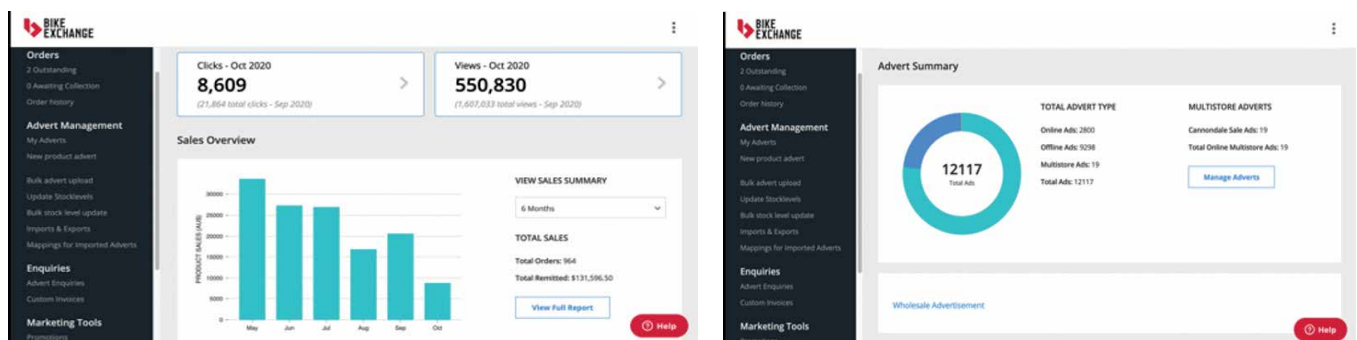 BIKE
EXCHANGE
Orders
2 Outstanding
0 Awaiting Collection
Order history
Advert Management
My Adverts
New product advert
Bulk advert upload
Update Stocklevels
Bulk stock level update
Imports & Exports
Mappings for Imported Adverts
Enquiries
Advert Enquiries
Custom Invoices
Marketing Tools
Promotions
Clicks - Oct 2020
8,609
(21,864 total clicks - Sep 2020)
Views - Oct 2020
550,830
(1,607,033 total views - Sep 2020)
Sales Overview
PRODUCT SALES (AU$)
30000
25000
20000
15000
10000
5000
0
May Jun Jul Aug Sep Oct
VIEW SALES SUMMARY
6 Months
TOTAL SALES
Total Orders: 964
Total Remitted: $131,596.50
View Full Report
Help
BIKE
EXCHANGE
Orders
2 Outstanding
0 Awaiting Collection
Order history
Advert Management
My Adverts
New product advert
Bulk advert upload
Update Stocklevels
Bulk stock level update
Imports & Exports
Mappings for Imported Adverts
Enquiries
Advert Enquiries
Custom Invoices
Marketing Tools
Advert Summary
12117
Total Ads
TOTAL ADVERT TYPE
Online Ads: 2800
Offline Ads: 9298
Multistore Ads: 19
Total Ads: 12117
MULTISTORE ADVERTS
Cannondale Sale Ads: 19
Total Online Multistore Ads: 19
Manage Adverts
Wholesale Advertisement
Help